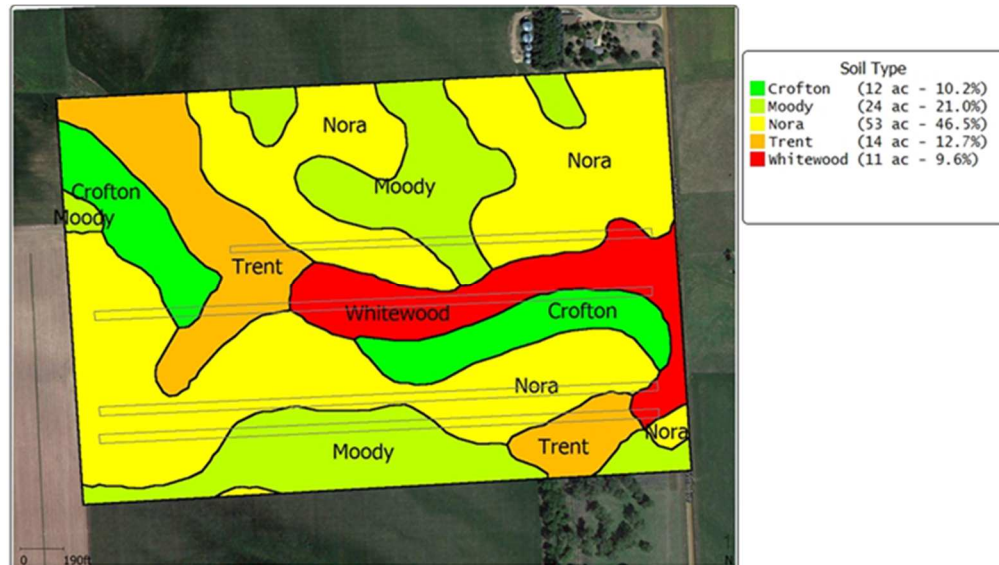 Soil Type
Crofton (12 ac - 10.2%)
Moody (24 ac - 21.0%)
Nora (53 ac - 46.5%)
Trent (14 ac - 12.7%)
Whitewood (11 ac - 9.6%)
Nora
Nora
Moody
Crofton
Moody
Trent
Whitewood
Crofton
Nora
Nora
Trent
Moody
0 190ft
N